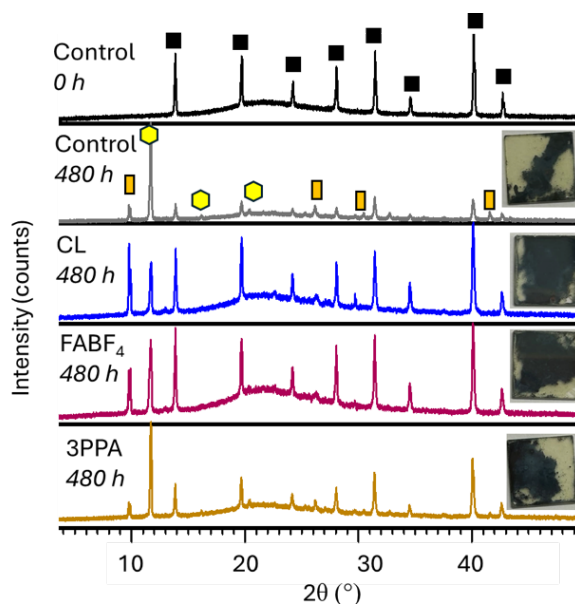 Control
0 h
Control
480 h
CL
480 h
FABF₄
480 h
3PPA
480 h
Intensity (counts)
10 20 30 40
2θ (°)